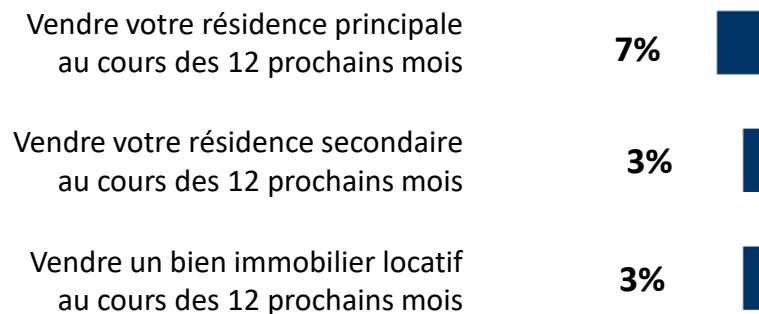 Vendre votre résidence principale
au cours des 12 prochains mois
7%
Vendre votre résidence secondaire
au cours des 12 prochains mois
3%
Vendre un bien immobilier locatif
au cours des 12 prochains mois
3%